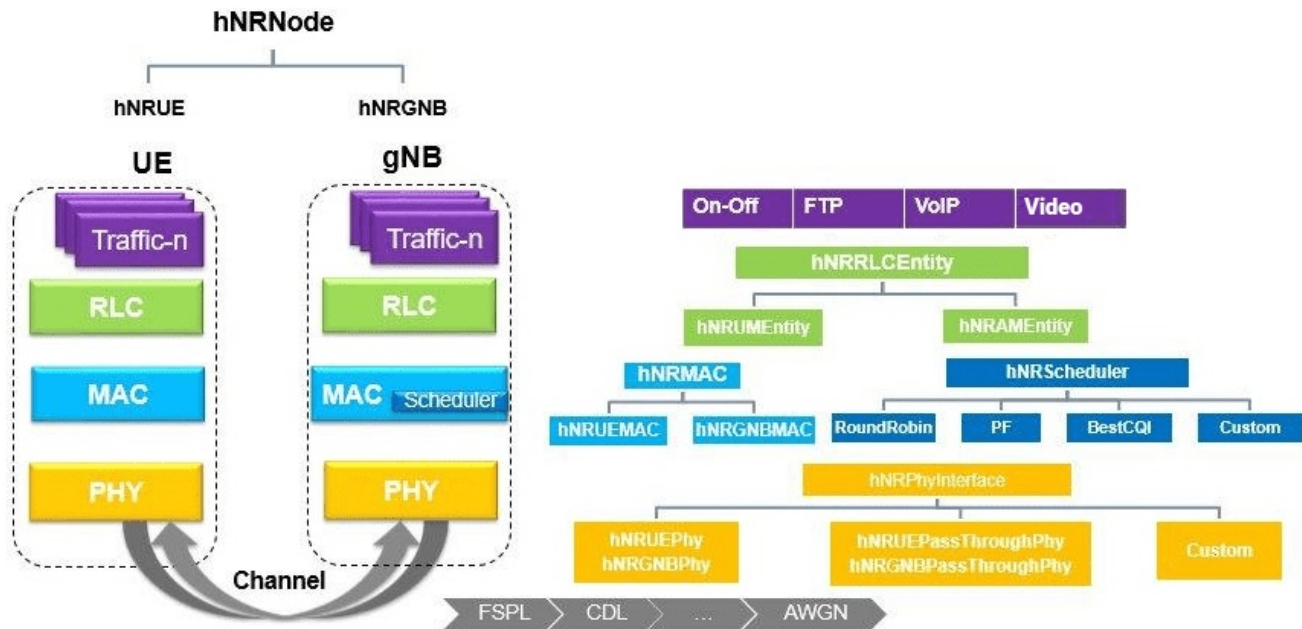 hNRNode
hNRUE
hNRGNB
UE
gNB
Traffic-n
RLC
MAC
PHY
Traffic-n
RLC
MAC
Scheduler
PHY
Channel
FSPL
CDL
...
AWGN
On-Off
FTP
VoIP
Video
hNRRLCEntity
hNRUMEntity
hNRAMEntity
hNRMAC
hNRUEMAC
hNRGNBMAC
hNRScheduler
RoundRobin
PF
BestCQI
Custom
hNRPhyInterface
hNRUEPhy
hNRGNBPhy
hNRUEPassThroughPhy
hNRGNBPassThroughPhy
Custom